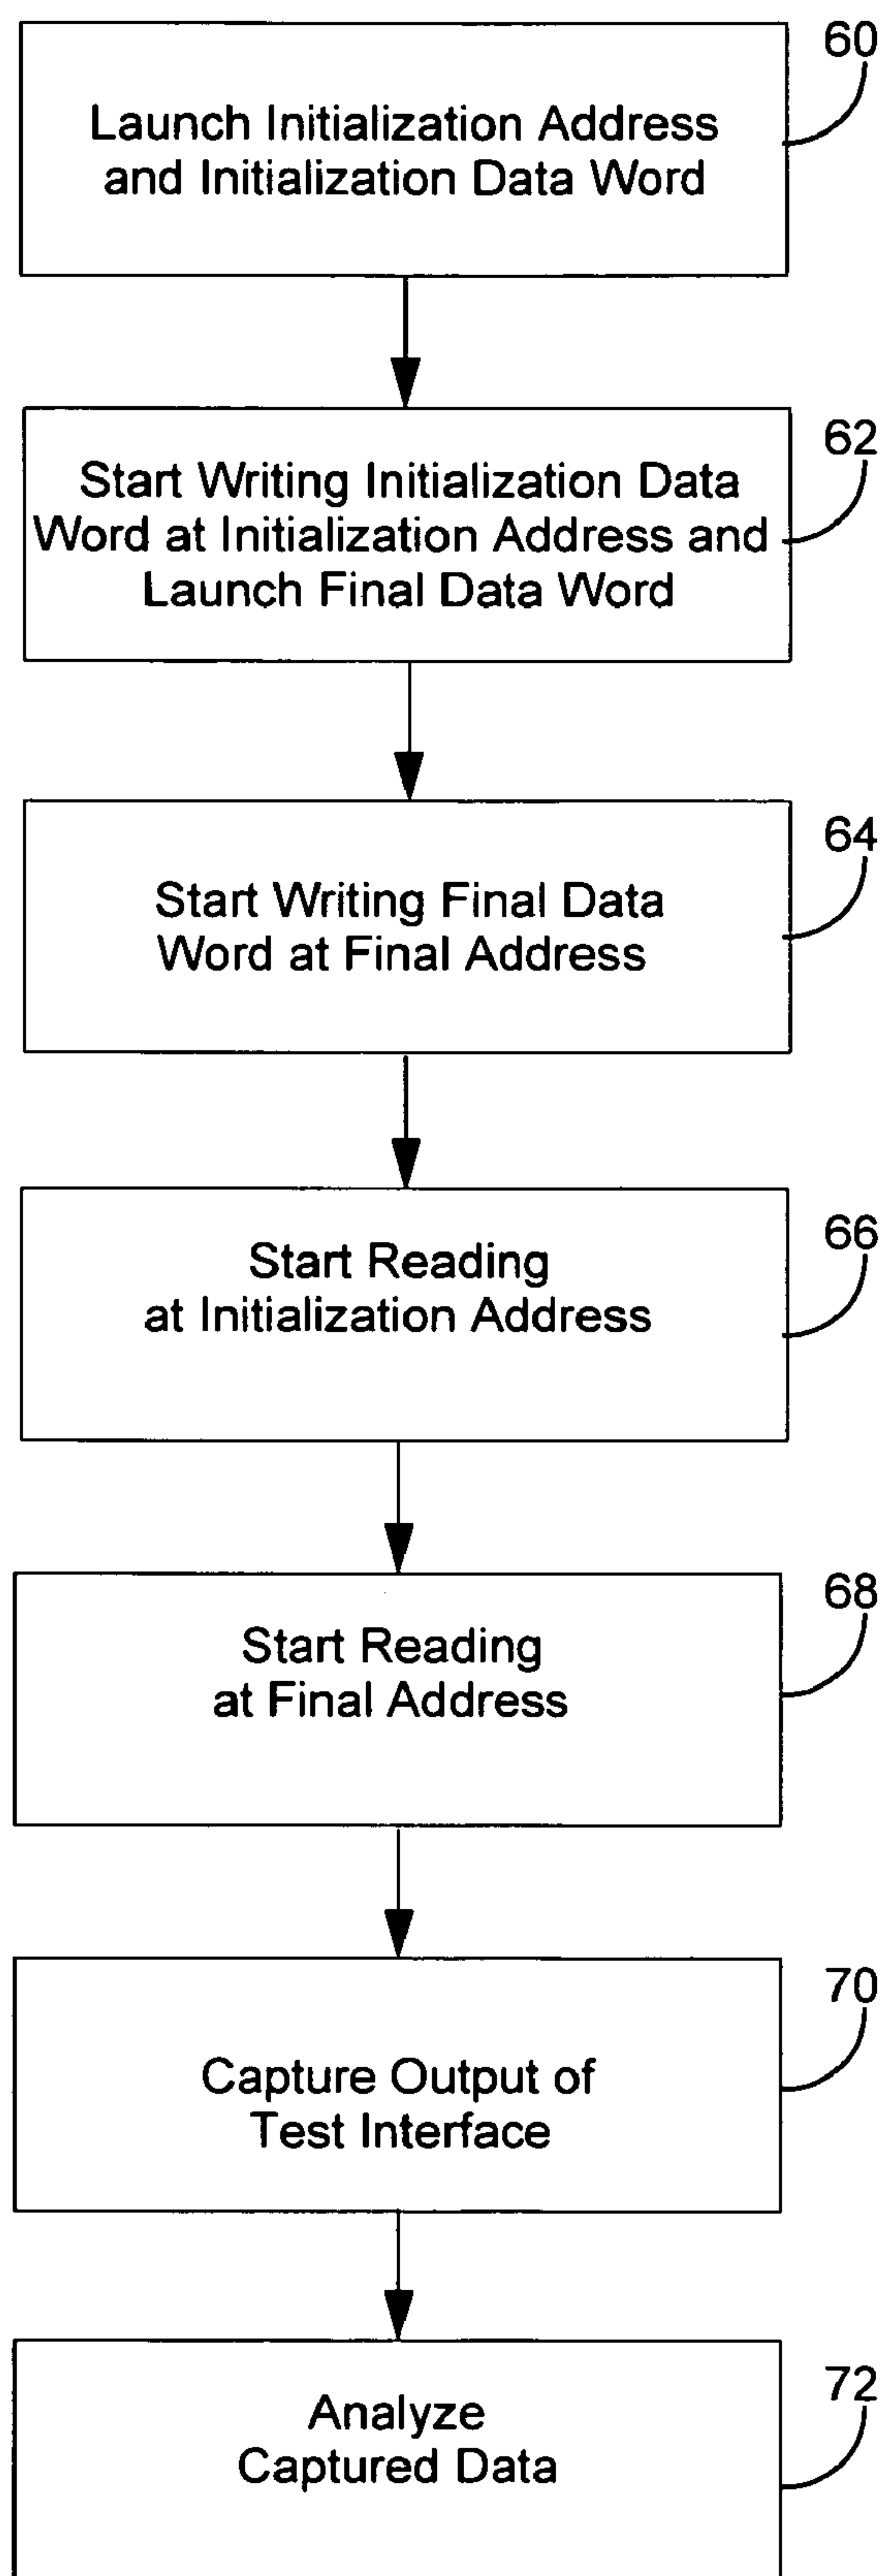 60
Launch Initialization Address
and Initialization Data Word
62
Start Writing Initialization Data
Word at Initialization Address and
Launch Final Data Word
64
Start Writing Final Data
Word at Final Address
66
Start Reading
at Initialization Address
68
Start Reading
at Final Address
70
Capture Output of
Test Interface
72
Analyze
Captured Data